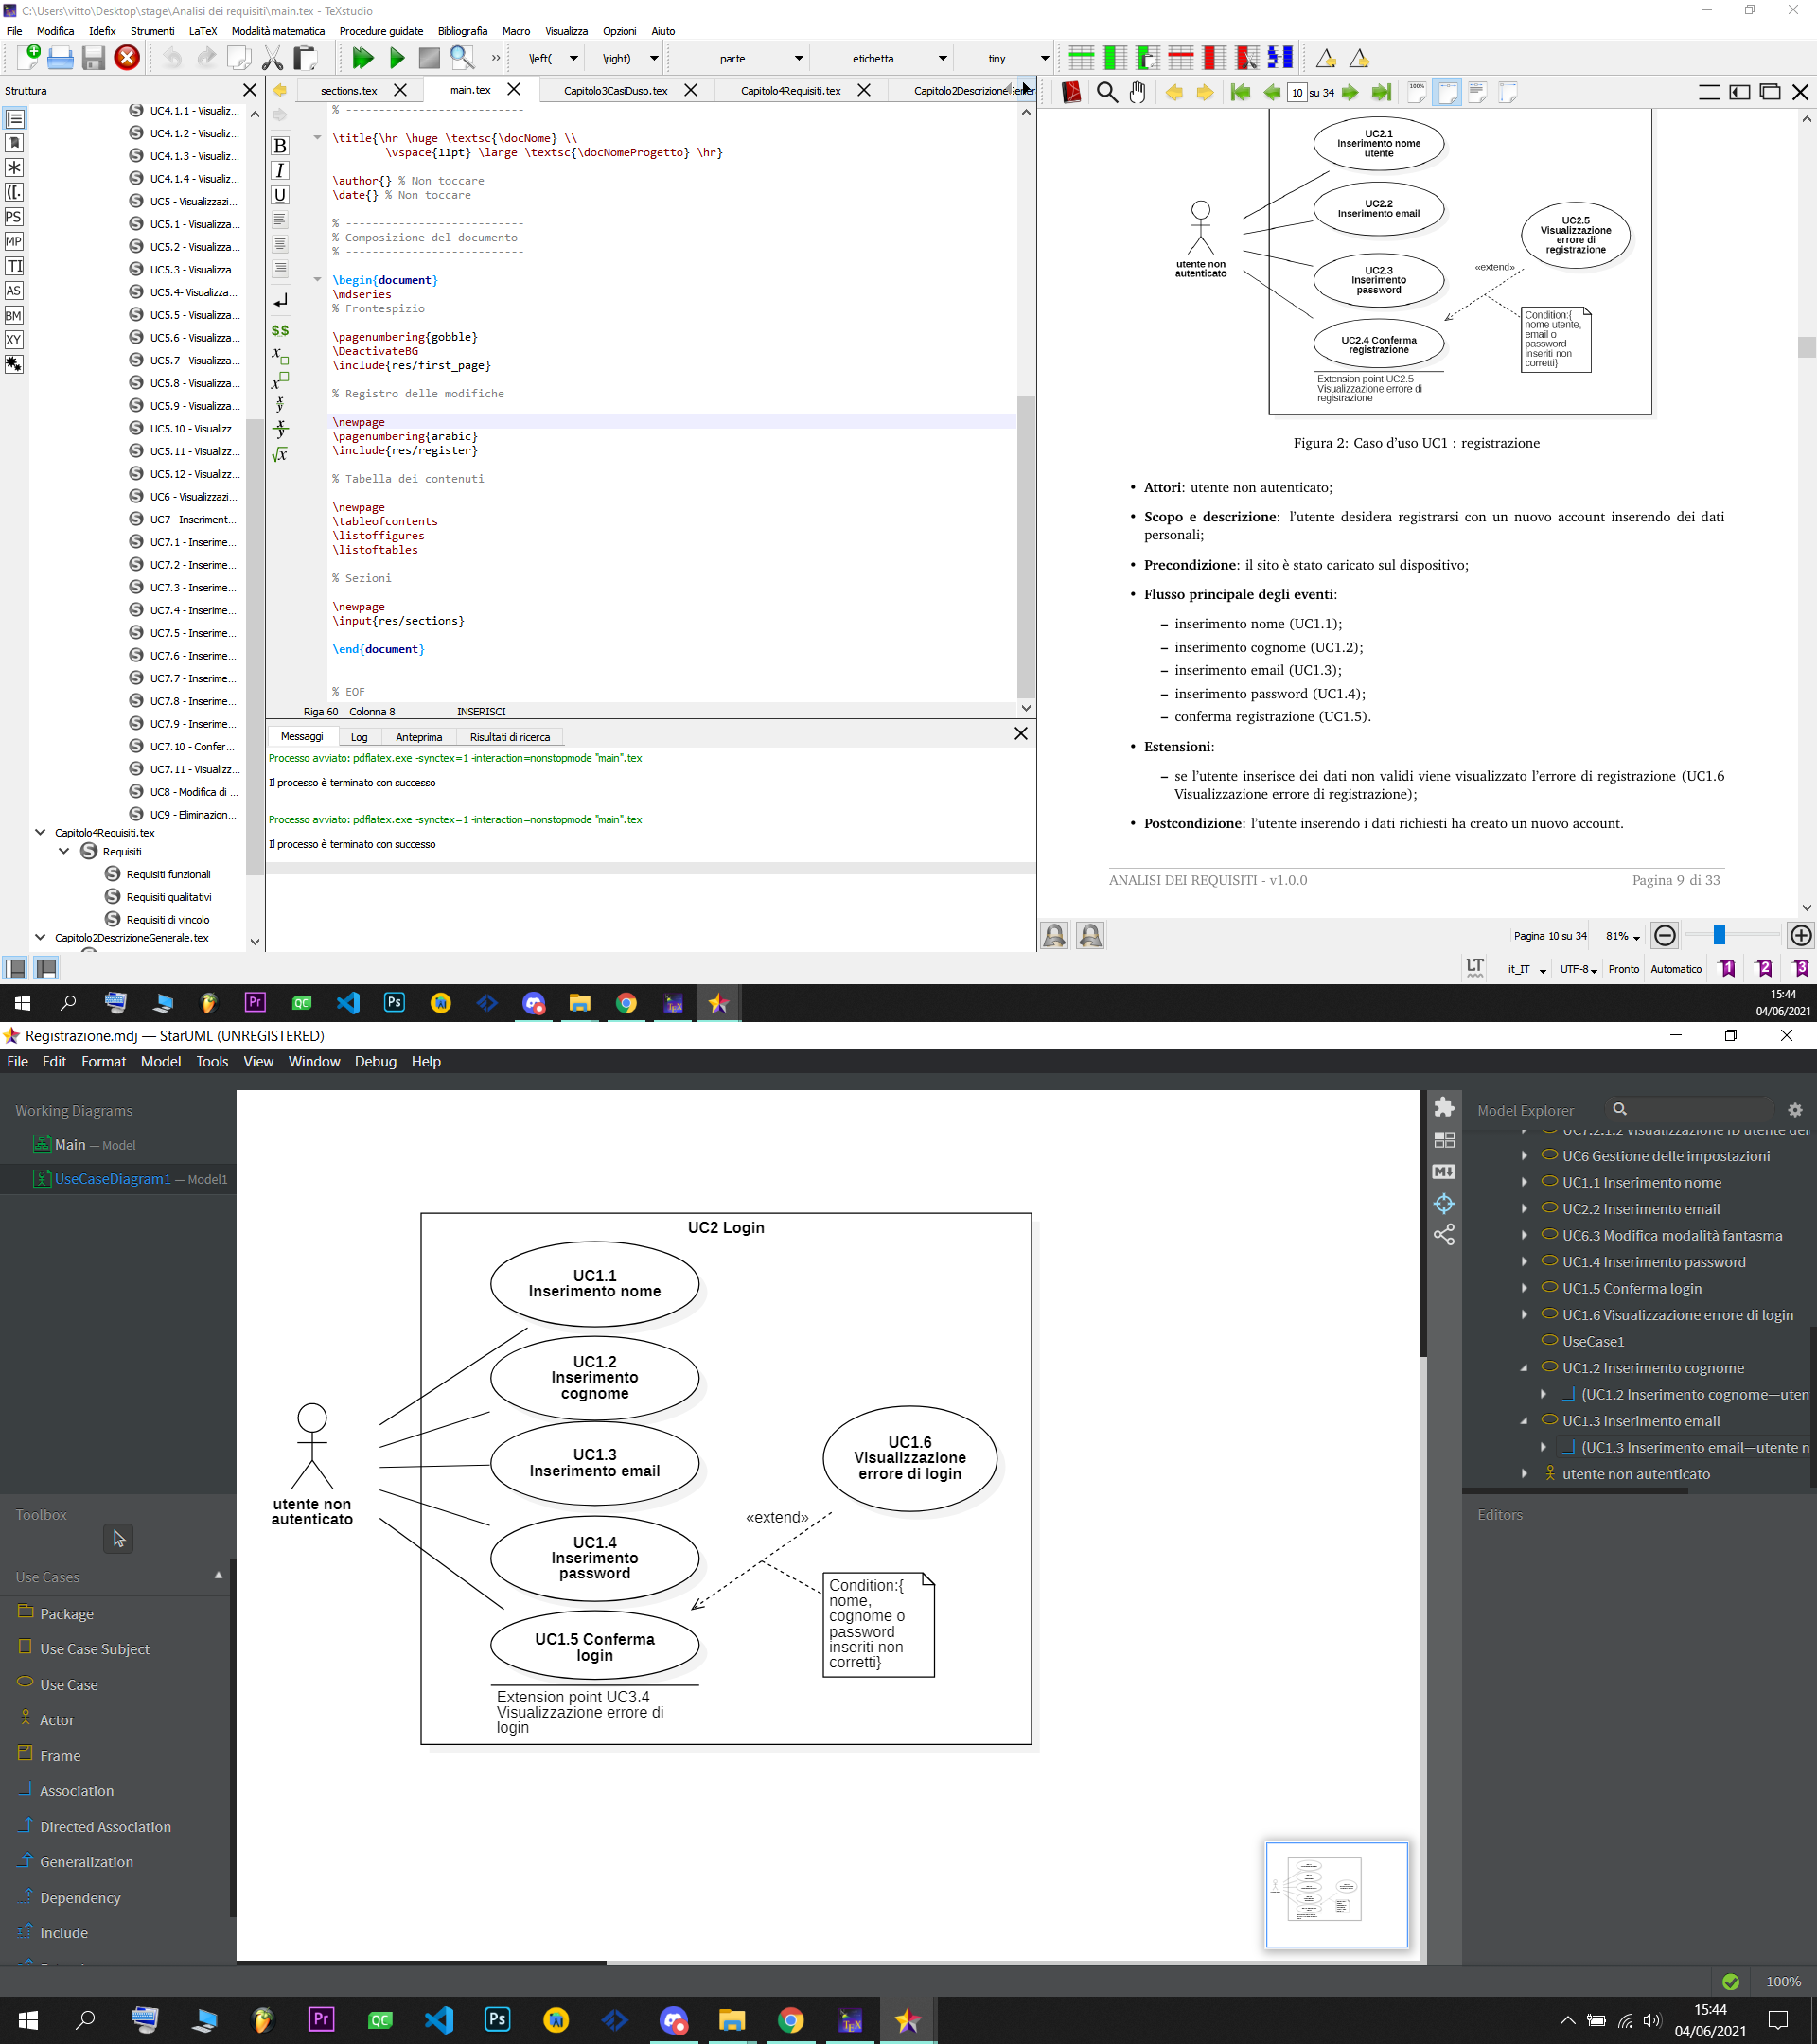 C:\Users\vitto\Desktop\stage\Analisi dei requisiti\main.tex - TeXstudio
File Modifica Idefix Strumenti LaTeX Modalità matematica Procedure guidate Bibliografia Macro Visualizza Opzioni Aiuto
\left( \right) parte etichetta tiny
Struttura
UC4.1.1 - Visualiz...
UC4.1.2 - Visualiz...
UC4.1.3 - Visualiz...
UC4.1.4 - Visualiz...
UC5 - Visualizzazi...
UC5.1 - Visualizza...
UC5.2 - Visualizza...
UC5.3 - Visualizza...
UC5.4- Visualizza...
UC5.5 - Visualizza...
UC5.6 - Visualizza...
UC5.7 - Visualizza...
UC5.8 - Visualizza...
UC5.9 - Visualizza...
UC5.10 - Visualizz...
UC5.11 - Visualizz...
UC5.12 - Visualizz...
UC6 - Visualizzazi...
UC7 - Inseriment...
UC7.1 - Inserime...
UC7.2 - Inserime...
UC7.3 - Inserime...
UC7.4 - Inserime...
UC7.5 - Inserime...
UC7.6 - Inserime...
UC7.7 - Inserime...
UC7.8 - Inserime...
UC7.9 - Inserime...
UC7.10 - Confer...
UC7.11 - Visualizz...
UC8 - Modifica di ...
UC9 - Eliminazion...
Capitolo4Requisiti.tex
Requisiti
Requisiti funzionali
Requisiti qualitativi
Requisiti di vincolo
Capitolo2DescrizioneGenerale.tex
PS
MP
TI
AS
BM
XY
sections.tex main.tex Capitolo3CasiDuso.tex Capitolo4Requisiti.tex
% ---------------------------
\title{\hr \huge \textsc{\docNome} \\
\vspace{11pt} \large \textsc{\docNomeProgetto} \hr}
\author{} % Non toccare
\date{} % Non toccare
% ---------------------------
% Composizione del documento
% ---------------------------
\begin{document}
\mdseries
% Frontespizio
\pagenumbering{gobble}
\DeactivateBG
\include{res/first_page}
% Registro delle modifiche
\newpage
\pagenumbering{arabic}
\include{res/register}
% Tabella dei contenuti
\newpage
\tableofcontents
\listoffigures
\listoftables
% Sezioni
\newpage
\input{res/sections}
\end{document}
% EOF
Riga 60 Colonna 8 INSERISCI
Messaggi Log Anteprima Risultati di ricerca
Processo avviato: pdflatex.exe -synctex=1 -interaction=nonstopmode "main".tex
Il processo è terminato con successo
Processo avviato: pdflatex.exe -synctex=1 -interaction=nonstopmode "main".tex
Il processo è terminato con successo
10 su 34
UC2.1
Inserimento nome
utente
UC2.2
Inserimento email
UC2.3
Inserimento
password
UC2.4 Conferma
registrazione
Extension point UC2.5
Visualizzazione errore di
registrazione
utente non
autenticato
UC2.5
Visualizzazione
errore di
registrazione
«extend»
Condition:{
nome utente,
email o
password
inseriti non
corretti}
Figura 2: Caso d'uso UC1 : registrazione
• Attori: utente non autenticato;
• Scopo e descrizione: l'utente desidera registrarsi con un nuovo account inserendo dei dati
personali;
• Precondizione: il sito è stato caricato sul dispositivo;
• Flusso principale degli eventi:
– inserimento nome (UC1.1);
– inserimento cognome (UC1.2);
– inserimento email (UC1.3);
– inserimento password (UC1.4);
– conferma registrazione (UC1.5).
• Estensioni:
– se l'utente inserisce dei dati non validi viene visualizzato l'errore di registrazione (UC1.6
Visualizzazione errore di registrazione);
• Postcondizione: l'utente inserendo i dati richiesti ha creato un nuovo account.
ANALISI DEI REQUISITI - v1.0.0 Pagina 9 di 33
Pagina 10 su 34 81%
LT it_IT UTF-8 Pronto Automatico 1 2 3
15:44
04/06/2021
Registrazione.mdj — StarUML (UNREGISTERED)
File Edit Format Model Tools View Window Debug Help
Working Diagrams
Main — Model
UseCaseDiagram1 — Model1
Toolbox
Use Cases
Package
Use Case Subject
Use Case
Actor
Frame
Association
Directed Association
Generalization
Dependency
Include
UC2 Login
UC1.1
Inserimento nome
UC1.2
Inserimento
cognome
UC1.3
Inserimento email
UC1.4
Inserimento
password
UC1.5 Conferma
login
Extension point UC3.4
Visualizzazione errore di
login
utente non
autenticato
UC1.6
Visualizzazione
errore di login
«extend»
Condition:{
nome,
cognome o
password
inseriti non
corretti}
Model Explorer
UC7.2.1.2 Visualizzazione ID utente del
UC6 Gestione delle impostazioni
UC1.1 Inserimento nome
UC2.2 Inserimento email
UC6.3 Modifica modalità fantasma
UC1.4 Inserimento password
UC1.5 Conferma login
UC1.6 Visualizzazione errore di login
UseCase1
UC1.2 Inserimento cognome
(UC1.2 Inserimento cognome—uten
UC1.3 Inserimento email
(UC1.3 Inserimento email—utente n
utente non autenticato
Editors
100%
15:44
04/06/2021